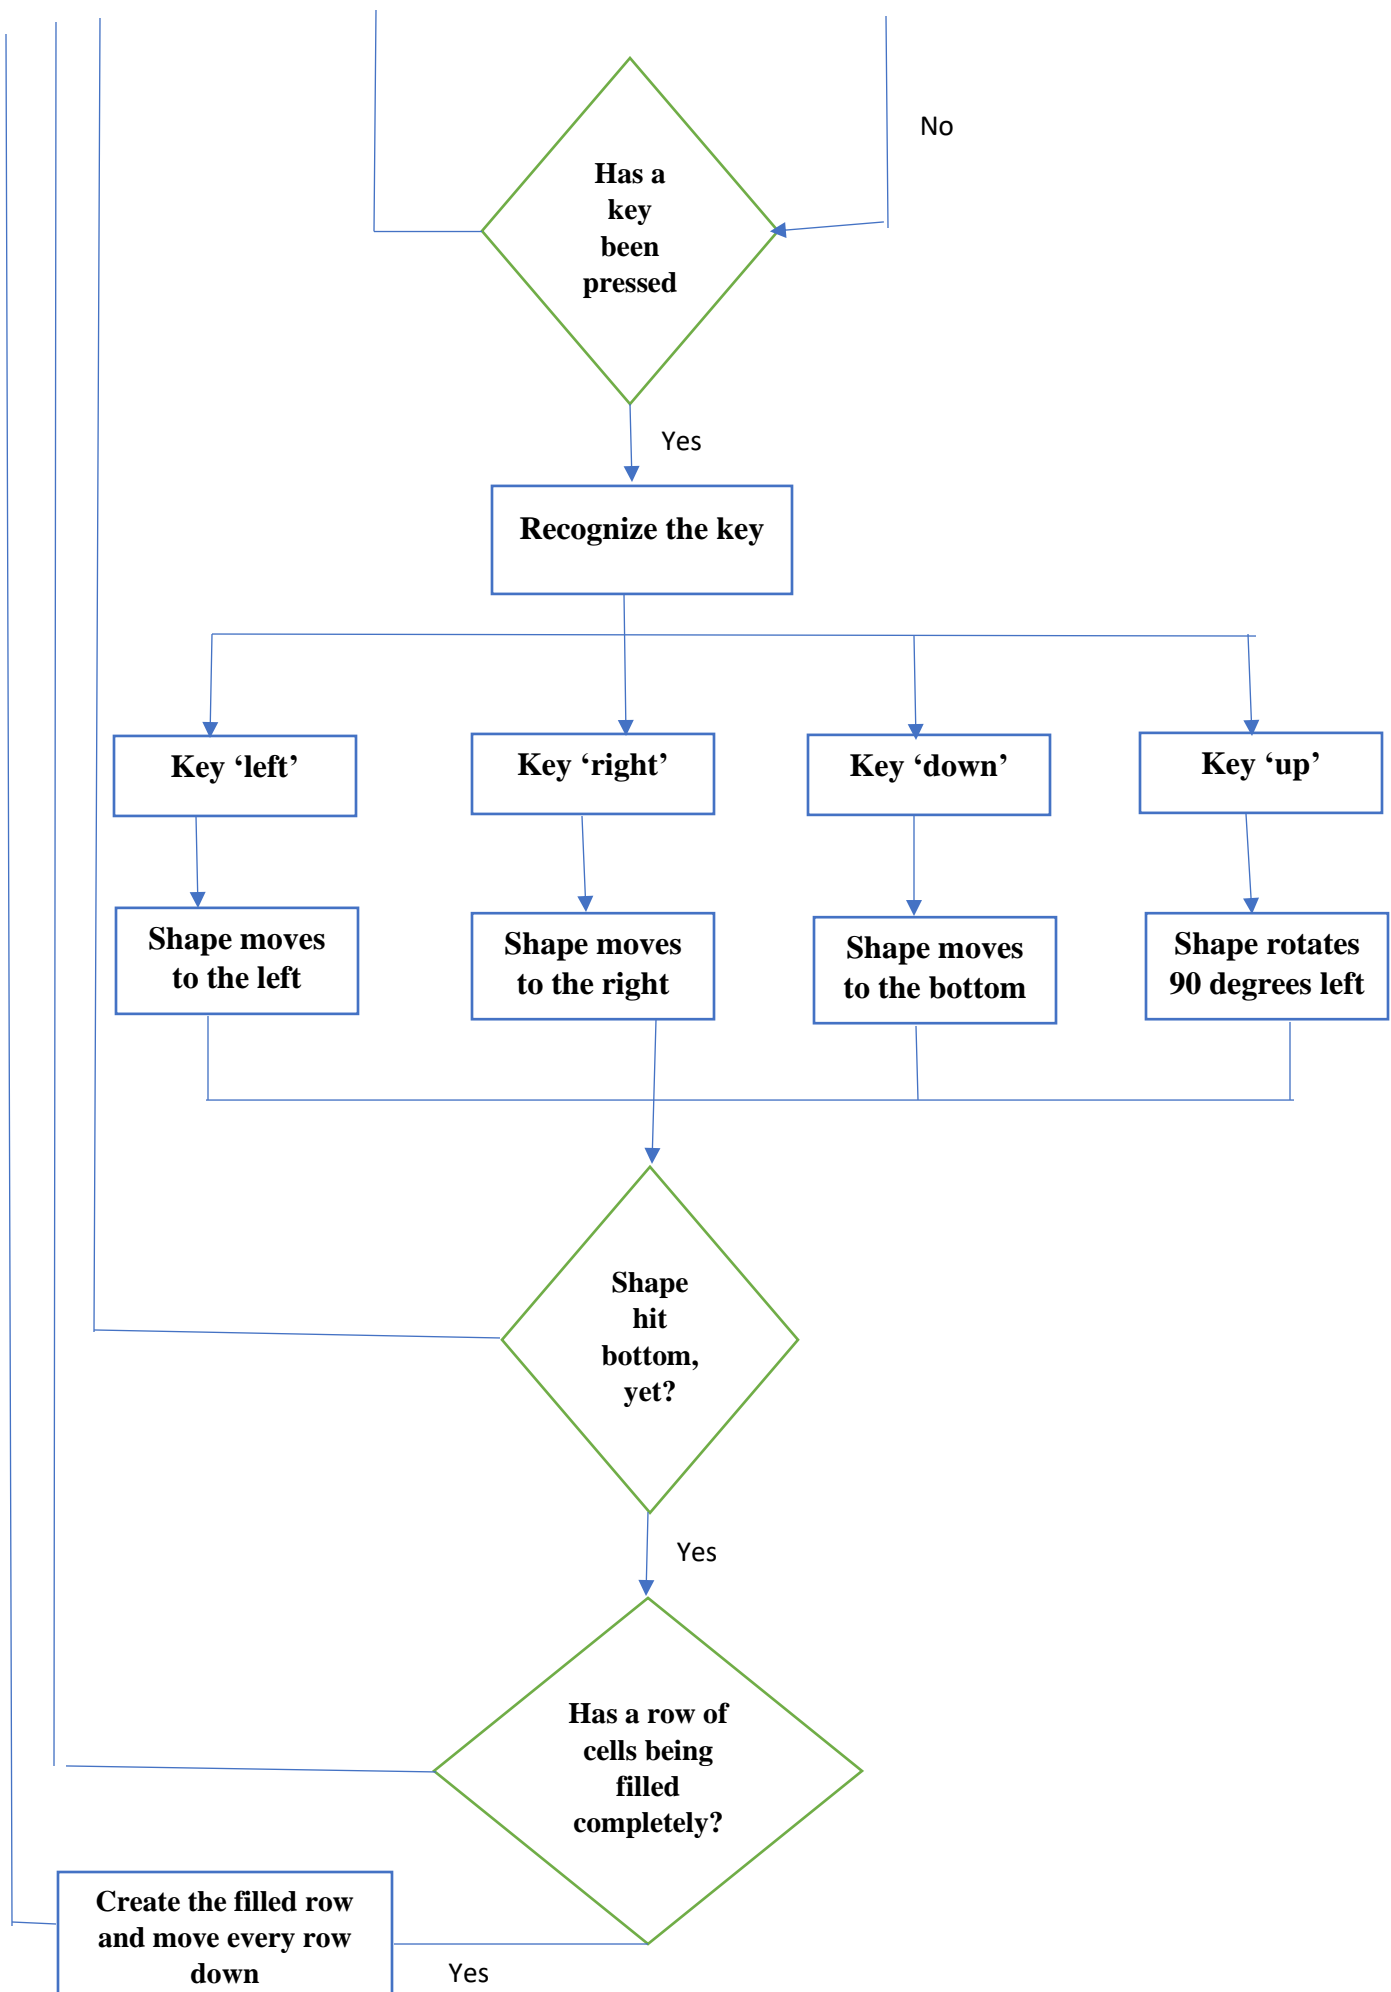 No
Has a
key
been
pressed
Yes
Recognize the key
Key ‘left’
Key ‘right’
Key ‘down’
Key ‘up’
Shape moves
to the left
Shape moves
to the right
Shape moves
to the bottom
Shape rotates
90 degrees left
Shape
hit
bottom,
yet?
Yes
Has a row of
cells being
filled
completely?
Create the filled row
and move every row
down
Yes